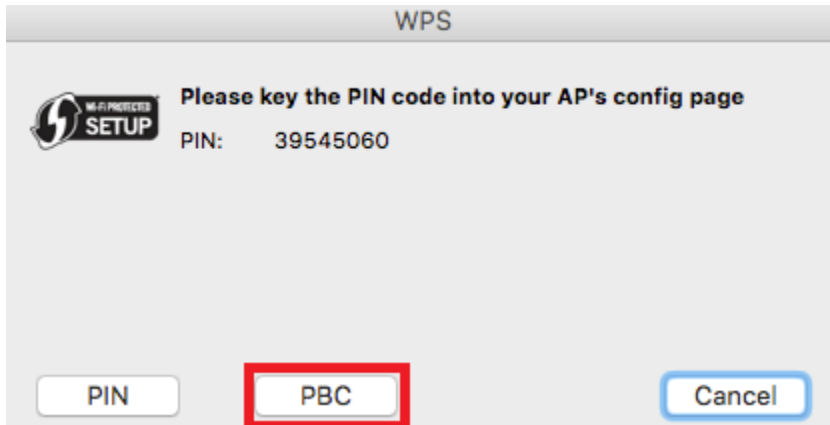 WPS
WI-FI PROTECTED
SETUP
Please key the PIN code into your AP's config page
PIN: 39545060
PIN PBC Cancel